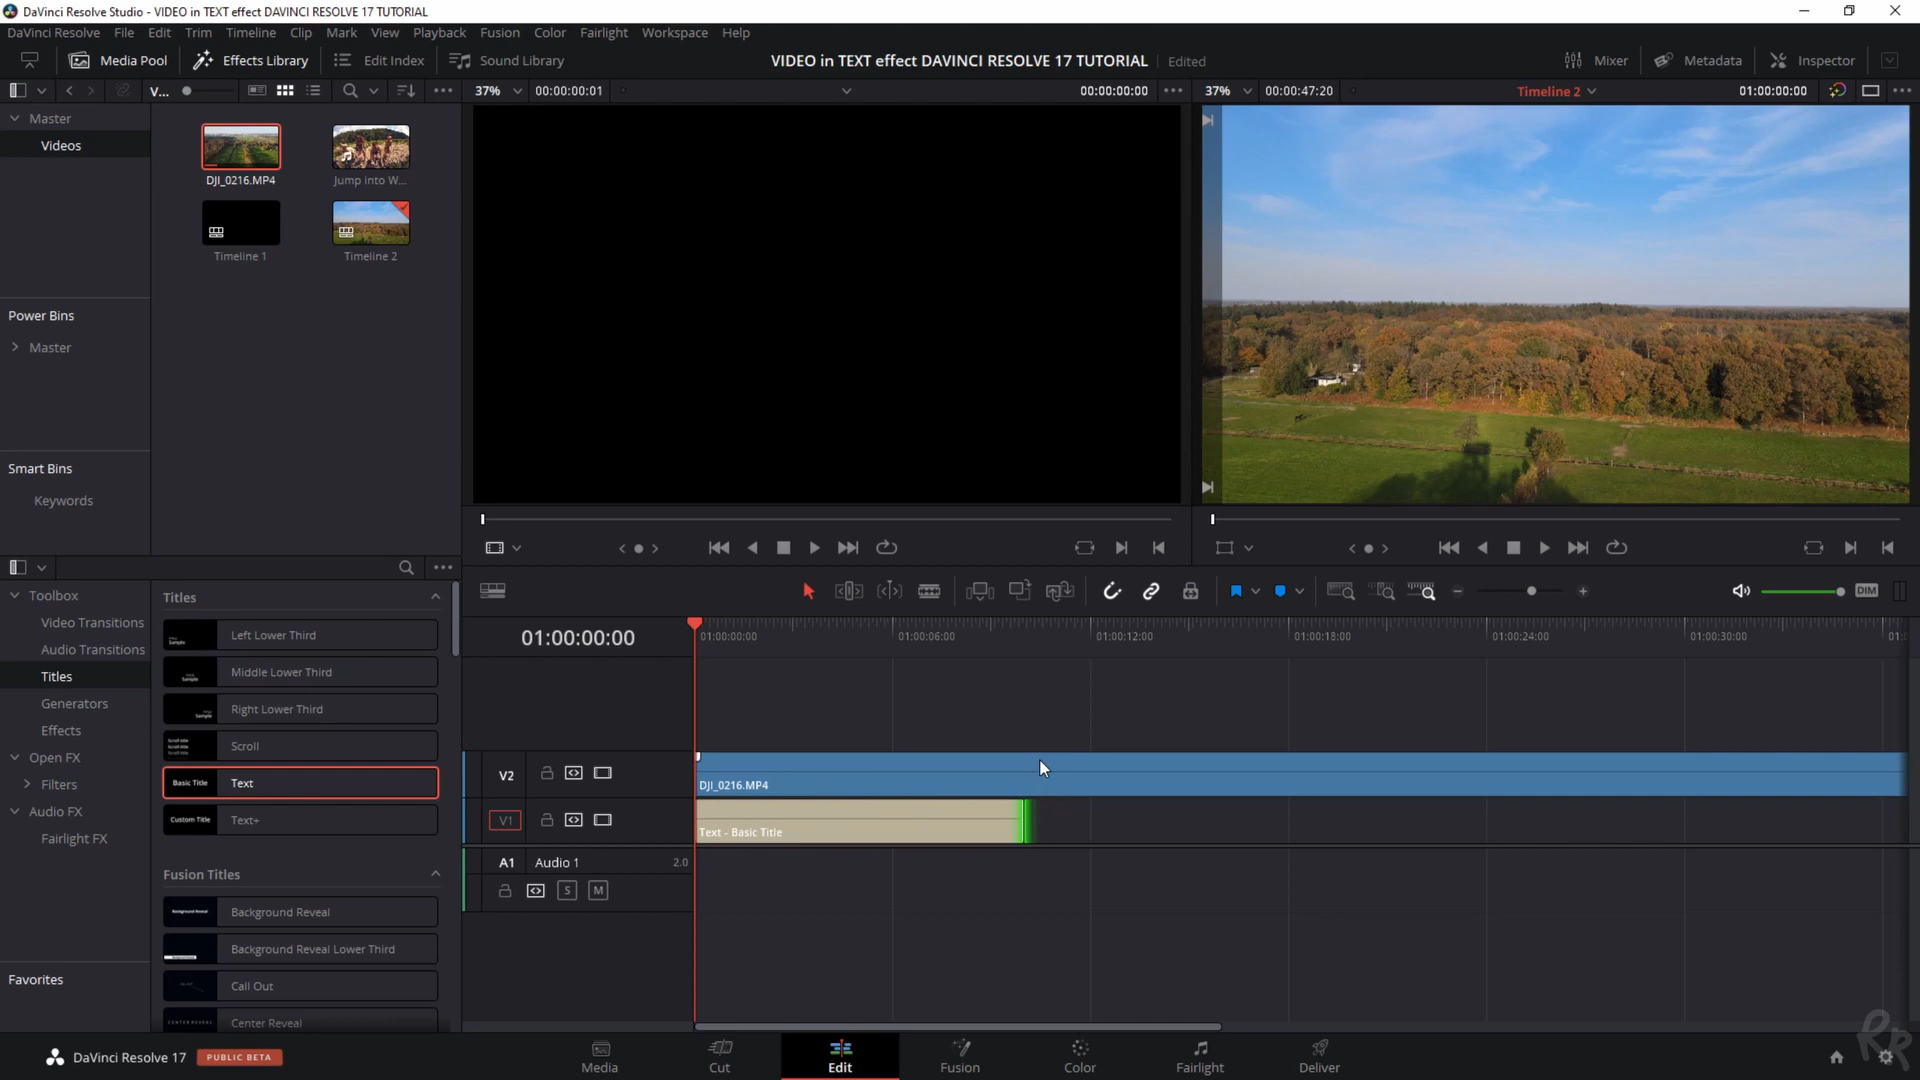 DaVinci Resolve Studio - VIDEO in TEXT effect DAVINCI RESOLVE 17 TUTORIAL
DaVinci Resolve File Edit Trim Timeline Clip Mark View Playback Fusion Color Fairlight Workspace Help
Media Pool Effects Library Edit Index Sound Library VIDEO in TEXT effect DAVINCI RESOLVE 17 TUTORIAL Edited Mixer Metadata Inspector
V... 37% 00:00:00:01 00:00:00:00 37% 00:00:47:20 Timeline 2 01:00:00:00
Master
Videos
DJI_0216.MP4 Jump into W...
Timeline 1 Timeline 2
Power Bins
Master
Smart Bins
Keywords
Toolbox
Video Transitions
Audio Transitions
Titles
Generators
Effects
Open FX
Filters
Audio FX
Fairlight FX
Favorites
Titles
Left Lower Third
Middle Lower Third
Right Lower Third
Scroll
Basic Title Text
Custom Title Text+
Fusion Titles
Background Reveal Background Reveal
Background Reveal Lower Third
Call Out
CENTER REVEAL Center Reveal
DIM
01:00:00:00 01:00:00:00 01:00:06:00 01:00:12:00 01:00:18:00 01:00:24:00 01:00:30:00
V2 DJI_0216.MP4
V1 Text - Basic Title
A1 Audio 1 2.0
S M
DaVinci Resolve 17 PUBLIC BETA Media Cut Edit Fusion Color Fairlight Deliver
RR